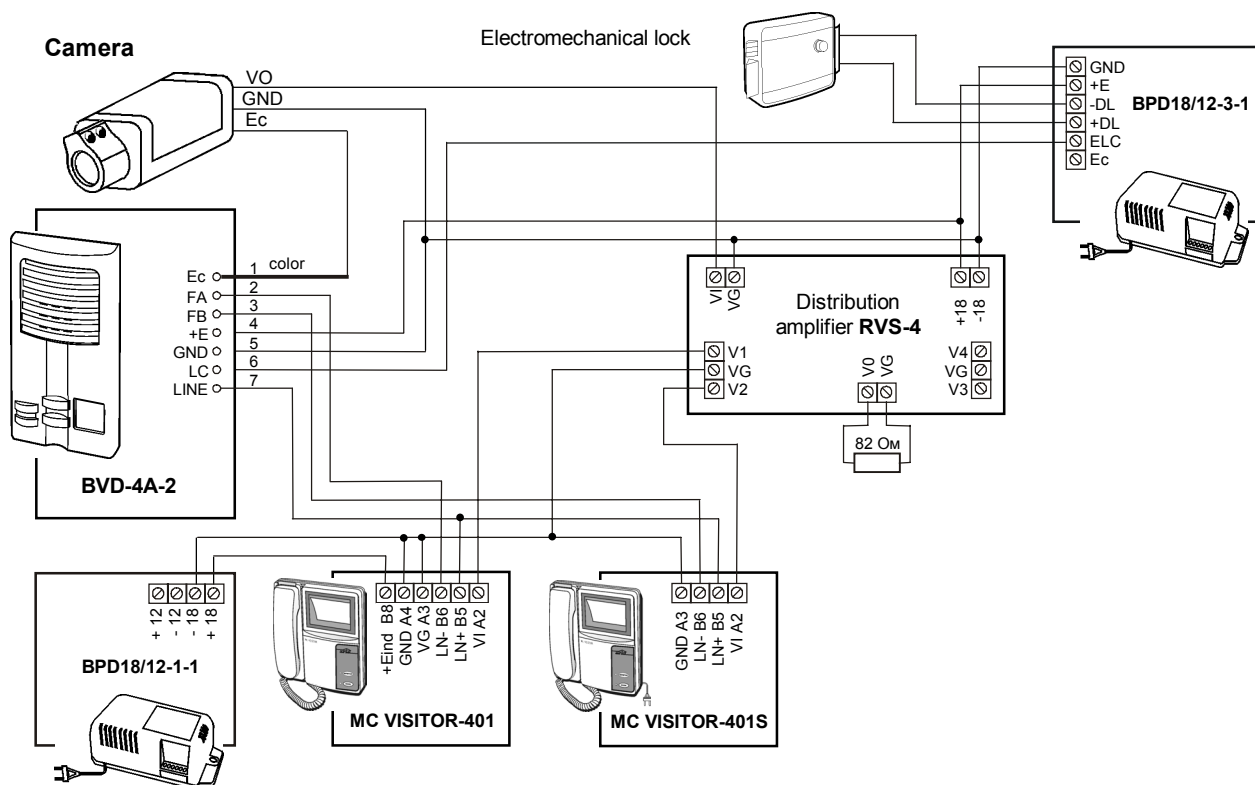 Camera
VO
GND
Ec
Electromechanical lock
GND
+E
-DL
+DL
ELC
Ec
BPD18/12-3-1
Ec
FA
FB
+E
GND
LC
LINE
1 color
2
3
4
5
6
7
BVD-4A-2
VI
VG
Distribution
amplifier RVS-4
+18
-18
V1
VG
V2
V0
VG
V4
VG
V3
82 Ом
+ 12
- 12
- 18
+ 18
BPD18/12-1-1
+Eind B8
GND A4
VG A3
LN- B6
LN+ B5
VI A2
MC VISITOR-401
GND A3
LN- B6
LN+ B5
VI A2
MC VISITOR-401S